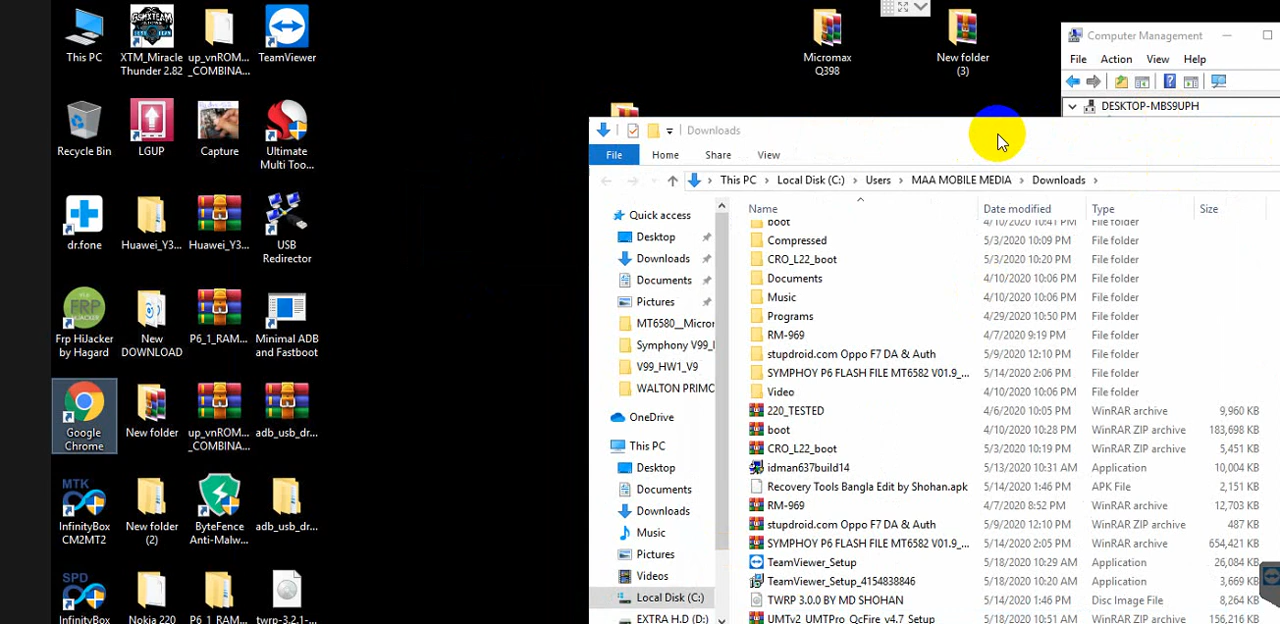 This PC
XTM_Miracle
Thunder 2.82
up_vnROM...
_COMBINA...
TeamViewer
Micromax
Q398
New folder
(3)
Computer Management
File Action View Help
DESKTOP-MBS9UPH
Recycle Bin
LGUP
Capture
Ultimate
Multi Too...
dr.fone
Huawei_Y3...
Huawei_Y3...
USB
Redirector
FRP
Frp HiJacker
by Hagard
New
DOWNLOAD
P6_1_RAM...
Minimal ADB
and Fastboot
Google
Chrome
New folder
up_vnROM...
_COMBINA...
adb_usb_dr...
MTK
InfinityBox
CM2MT2
New folder
(2)
ByteFence
Anti-Malw...
adb_usb_dr...
SPD
InfinityBox
Nokia 220
P6_1_RAM...
twrp-3.2.1-...
Downloads
File Home Share View
This PC > Local Disk (C:) > Users > MAA MOBILE MEDIA > Downloads >
Quick access
Desktop
Downloads
Documents
Pictures
MT6580__Micror
Symphony V99_I
V99_HW1_V9
WALTON PRIMO
OneDrive
This PC
Desktop
Documents
Downloads
Music
Pictures
Videos
Local Disk (C:)
EXTRA H.D (D:)
Name Date modified Type Size
boot 4/10/2020 10:41 PM File folder
Compressed 5/3/2020 10:09 PM File folder
CRO_L22_boot 5/3/2020 10:20 PM File folder
Documents 4/10/2020 10:06 PM File folder
Music 4/10/2020 10:06 PM File folder
Programs 4/29/2020 10:50 PM File folder
RM-969 4/7/2020 9:19 PM File folder
stupdroid.com Oppo F7 DA & Auth 5/9/2020 12:10 PM File folder
SYMPHOY P6 FLASH FILE MT6582 V01.9_... 5/14/2020 2:06 PM File folder
Video 4/10/2020 10:06 PM File folder
220_TESTED 4/6/2020 10:05 PM WinRAR archive 9,960 KB
boot 4/10/2020 10:28 PM WinRAR ZIP archive 183,698 KB
CRO_L22_boot 5/3/2020 10:19 PM WinRAR ZIP archive 5,451 KB
idman637build14 5/13/2020 10:31 AM Application 10,004 KB
Recovery Tools Bangla Edit by Shohan.apk 5/14/2020 1:46 PM APK File 2,151 KB
RM-969 4/7/2020 8:52 PM WinRAR archive 12,703 KB
stupdroid.com Oppo F7 DA & Auth 5/9/2020 12:10 PM WinRAR ZIP archive 487 KB
SYMPHOY P6 FLASH FILE MT6582 V01.9_... 5/14/2020 2:05 PM WinRAR archive 654,421 KB
TeamViewer_Setup 5/18/2020 10:29 AM Application 26,084 KB
TeamViewer_Setup_4154838846 5/18/2020 10:20 AM Application 3,669 KB
TWRP 3.0.0 BY MD SHOHAN 5/14/2020 1:46 PM Disc Image File 8,264 KB
UMTv2_UMTPro_QcFire_v4.7_Setup 5/18/2020 10:51 AM WinRAR ZIP archive 156,216 KB